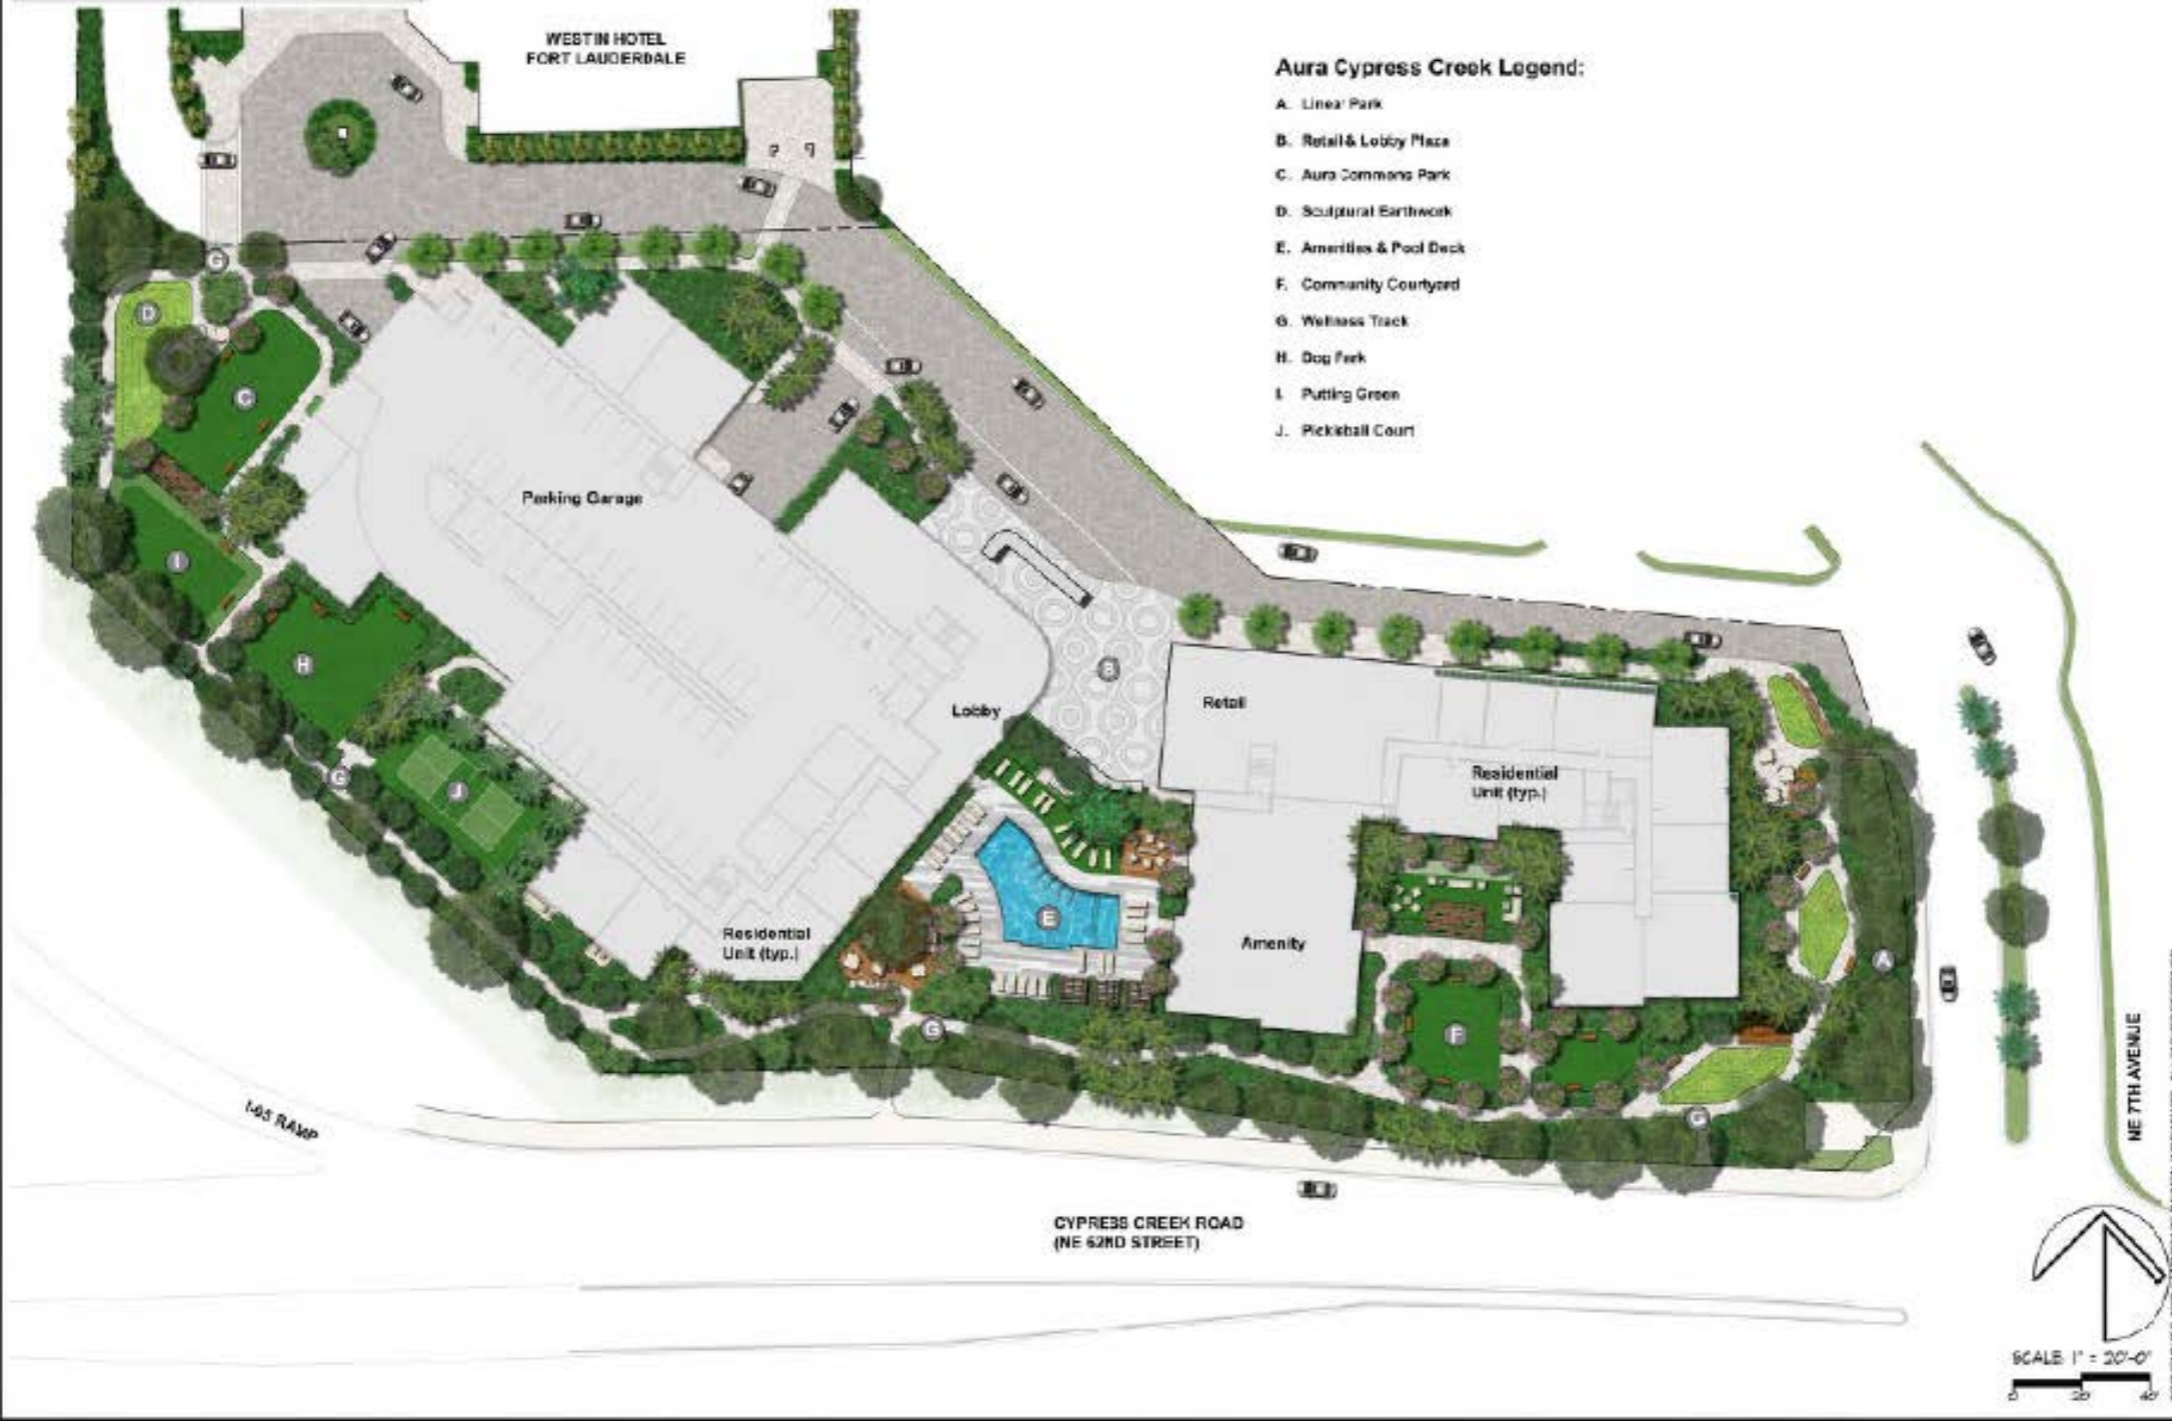 WESTIN HOTEL
FORT LAUDERDALE
Aura Cypress Creek Legend:
A. Linear Park
B. Retail & Lobby Plaza
C. Aura Commons Park
D. Sculptural Earthwork
E. Amenities & Pool Deck
F. Community Courtyard
G. Wellness Track
H. Dog Park
I. Putting Green
J. Pickleball Court
G
D
C
Parking Garage
I
H
B
Lobby
Retail
G
J
Residential
Unit (typ.)
E
Residential
Unit (typ.)
Amenity
A
G
F
G
I-95 RAMP
NE 7TH AVENUE
CYPRESS CREEK ROAD
(NE 62ND STREET)
SCALE: 1" = 20'-0"
0 20' 40'